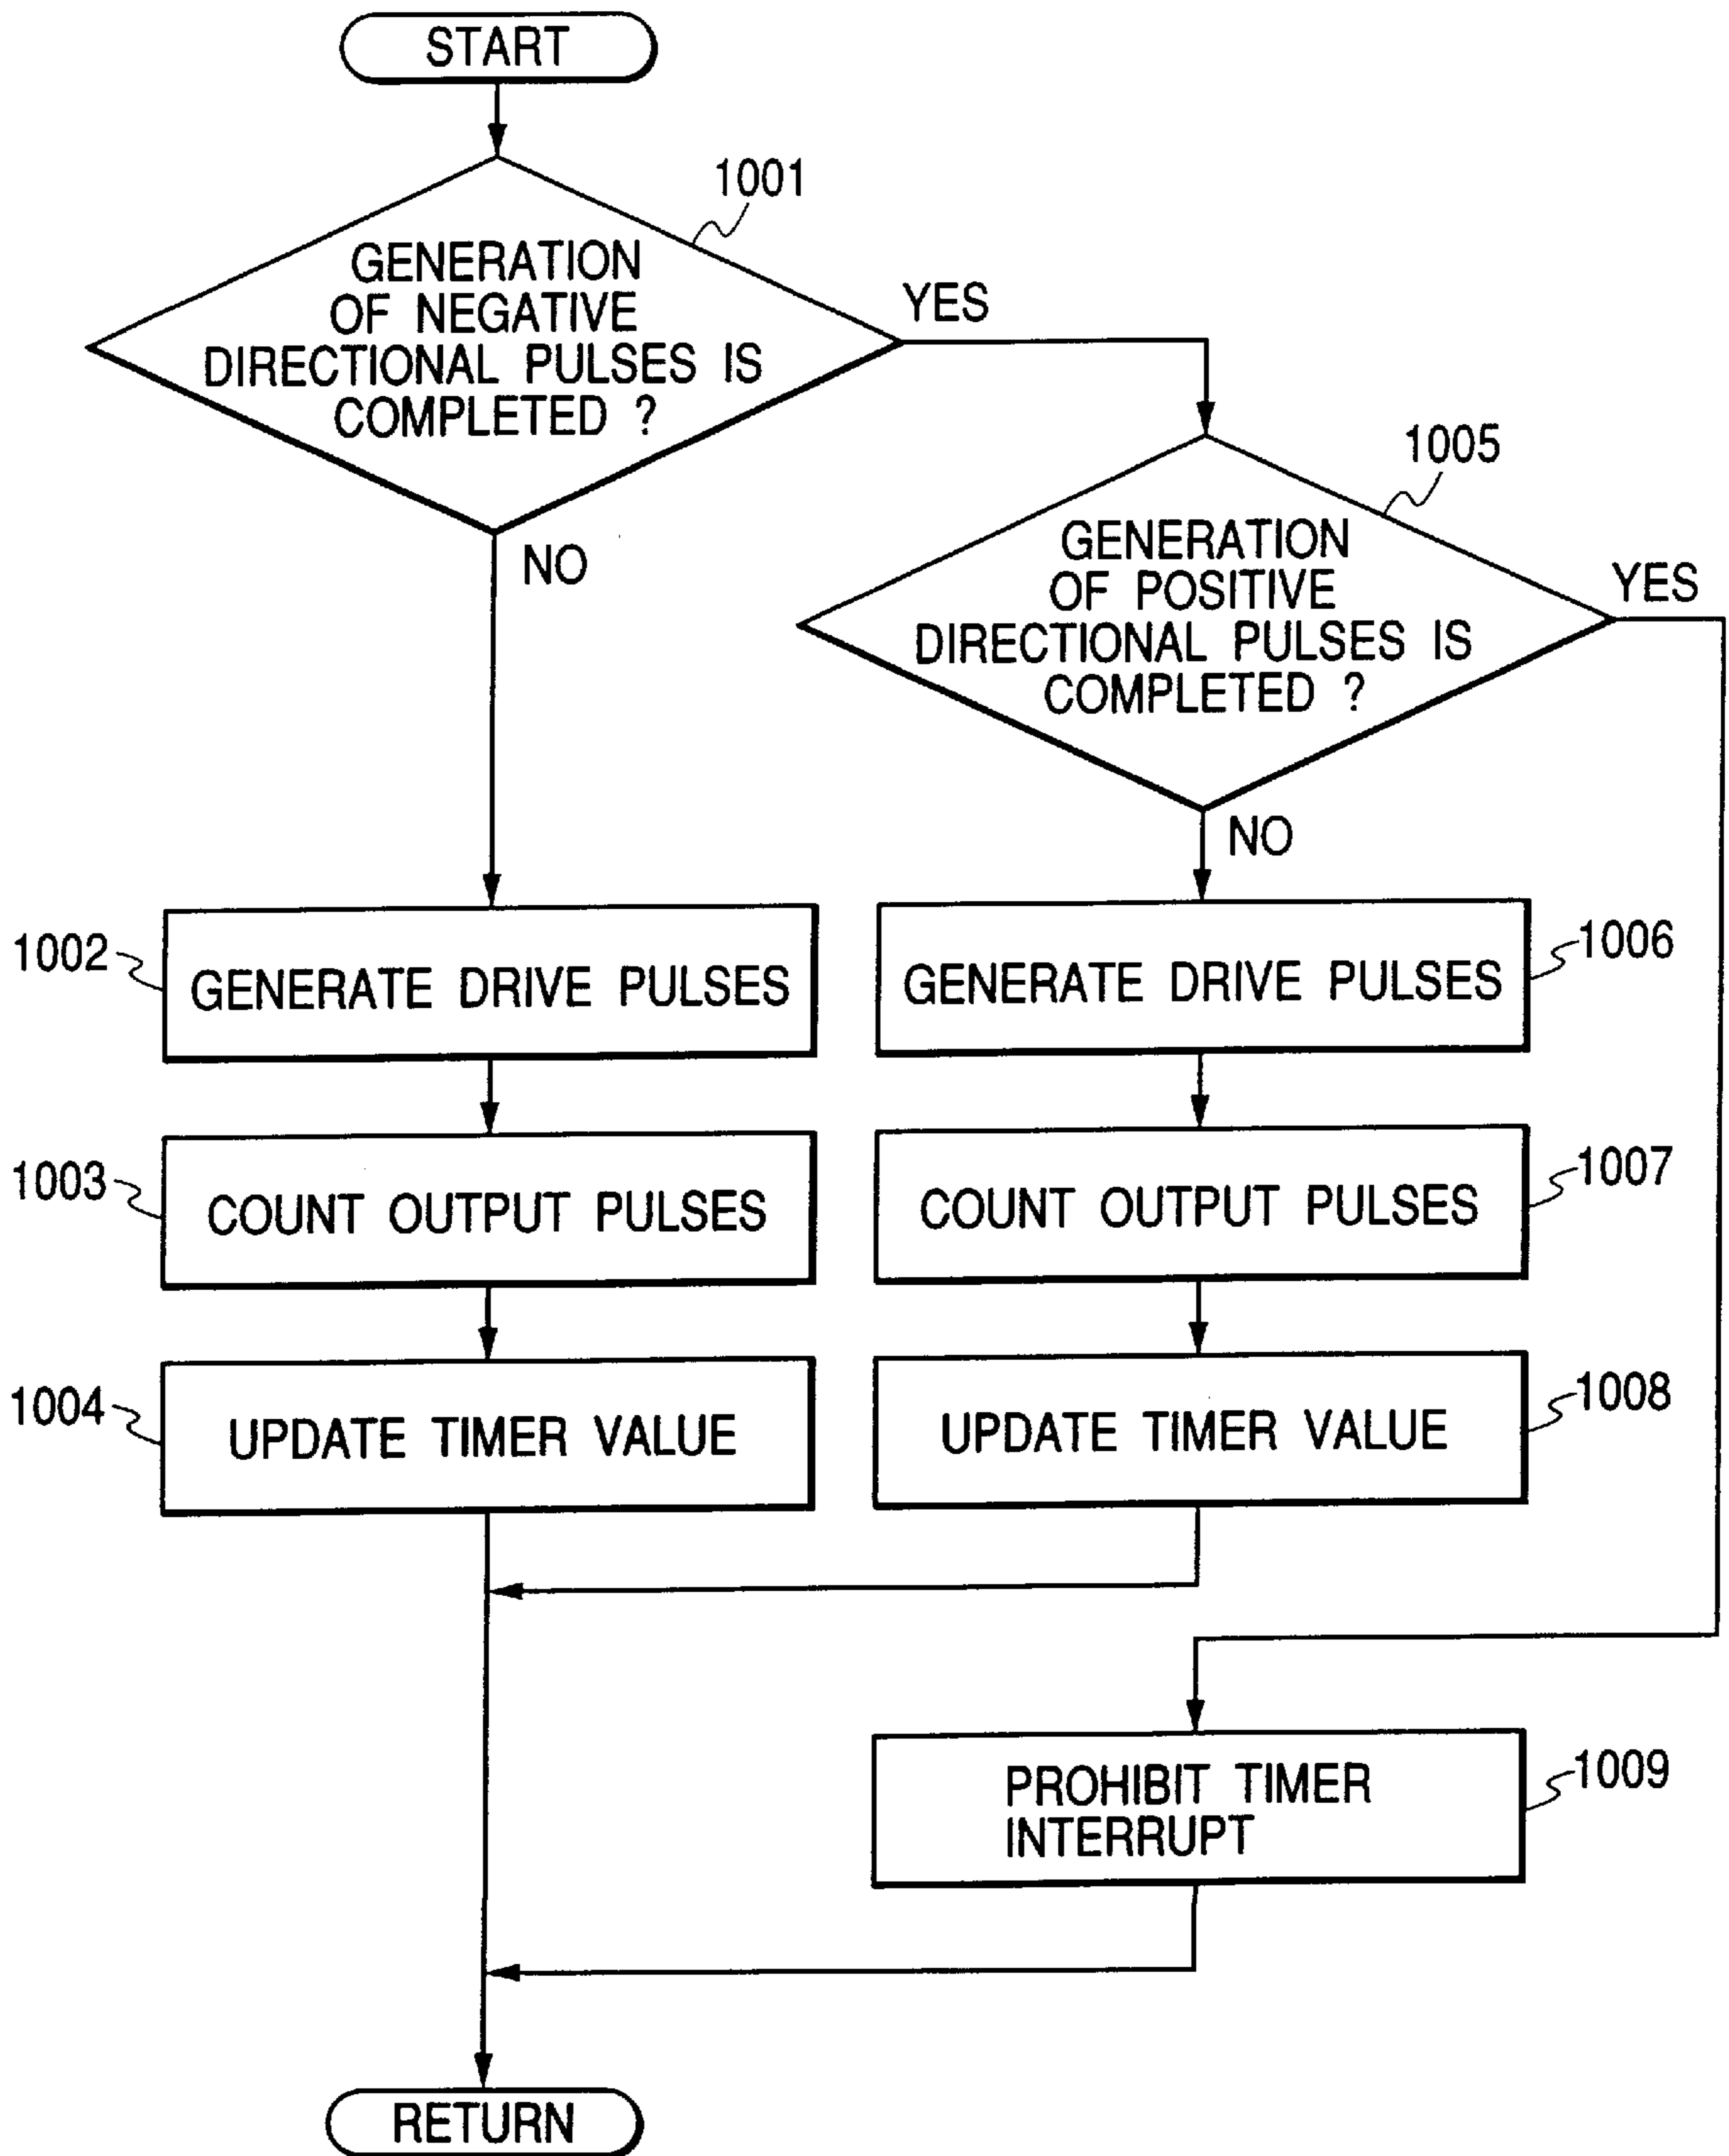 START
1001
GENERATION
OF NEGATIVE
DIRECTIONAL PULSES IS
COMPLETED ?
YES
NO
1005
GENERATION
OF POSITIVE
DIRECTIONAL PULSES IS
COMPLETED ?
YES
NO
1002
GENERATE DRIVE PULSES
1006
GENERATE DRIVE PULSES
1003
COUNT OUTPUT PULSES
1007
COUNT OUTPUT PULSES
1004
UPDATE TIMER VALUE
1008
UPDATE TIMER VALUE
PROHIBIT TIMER
INTERRUPT
1009
RETURN